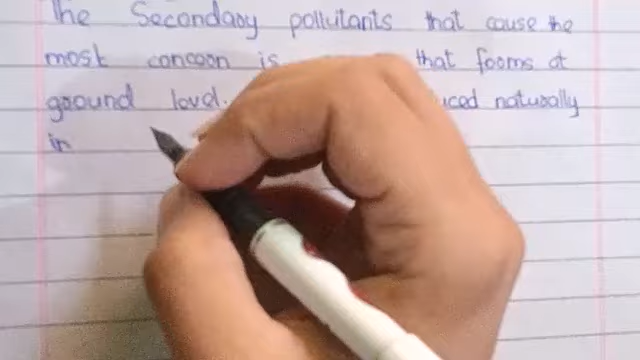 The Secondary pollutants that cause the
most concern is that forms at
ground level. uced naturally
in